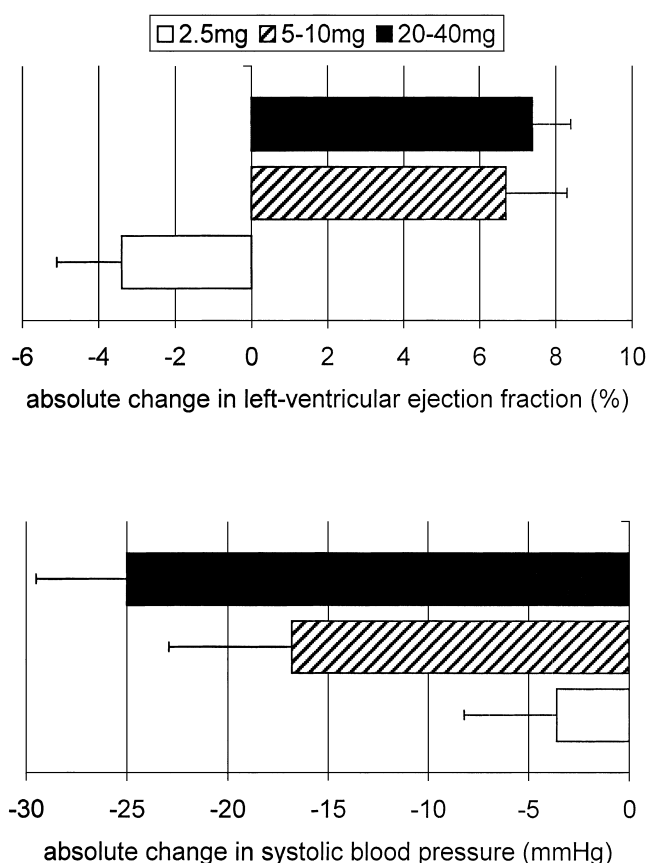 2.5mg 5-10mg 20-40mg
-6 -4 -2 0 2 4 6 8 10
absolute change in left-ventricular ejection fraction (%)
-30 -25 -20 -15 -10 -5 0
absolute change in systolic blood pressure (mmHg)